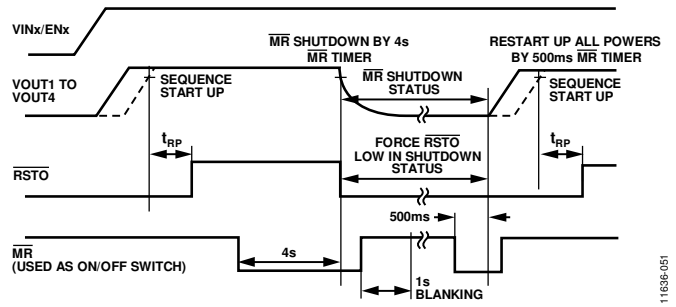 VINx/ENx
MR SHUTDOWN BY 4s
MR TIMER
RESTART UP ALL POWERS
BY 500ms MR TIMER
VOUT1 TO
VOUT4
SEQUENCE
START UP
MR SHUTDOWN
STATUS
SEQUENCE
START UP
tRP
FORCE RSTO
LOW IN SHUTDOWN
STATUS
tRP
RSTO
500ms
MR
(USED AS ON/OFF SWITCH)
4s
1s
BLANKING
11636-051